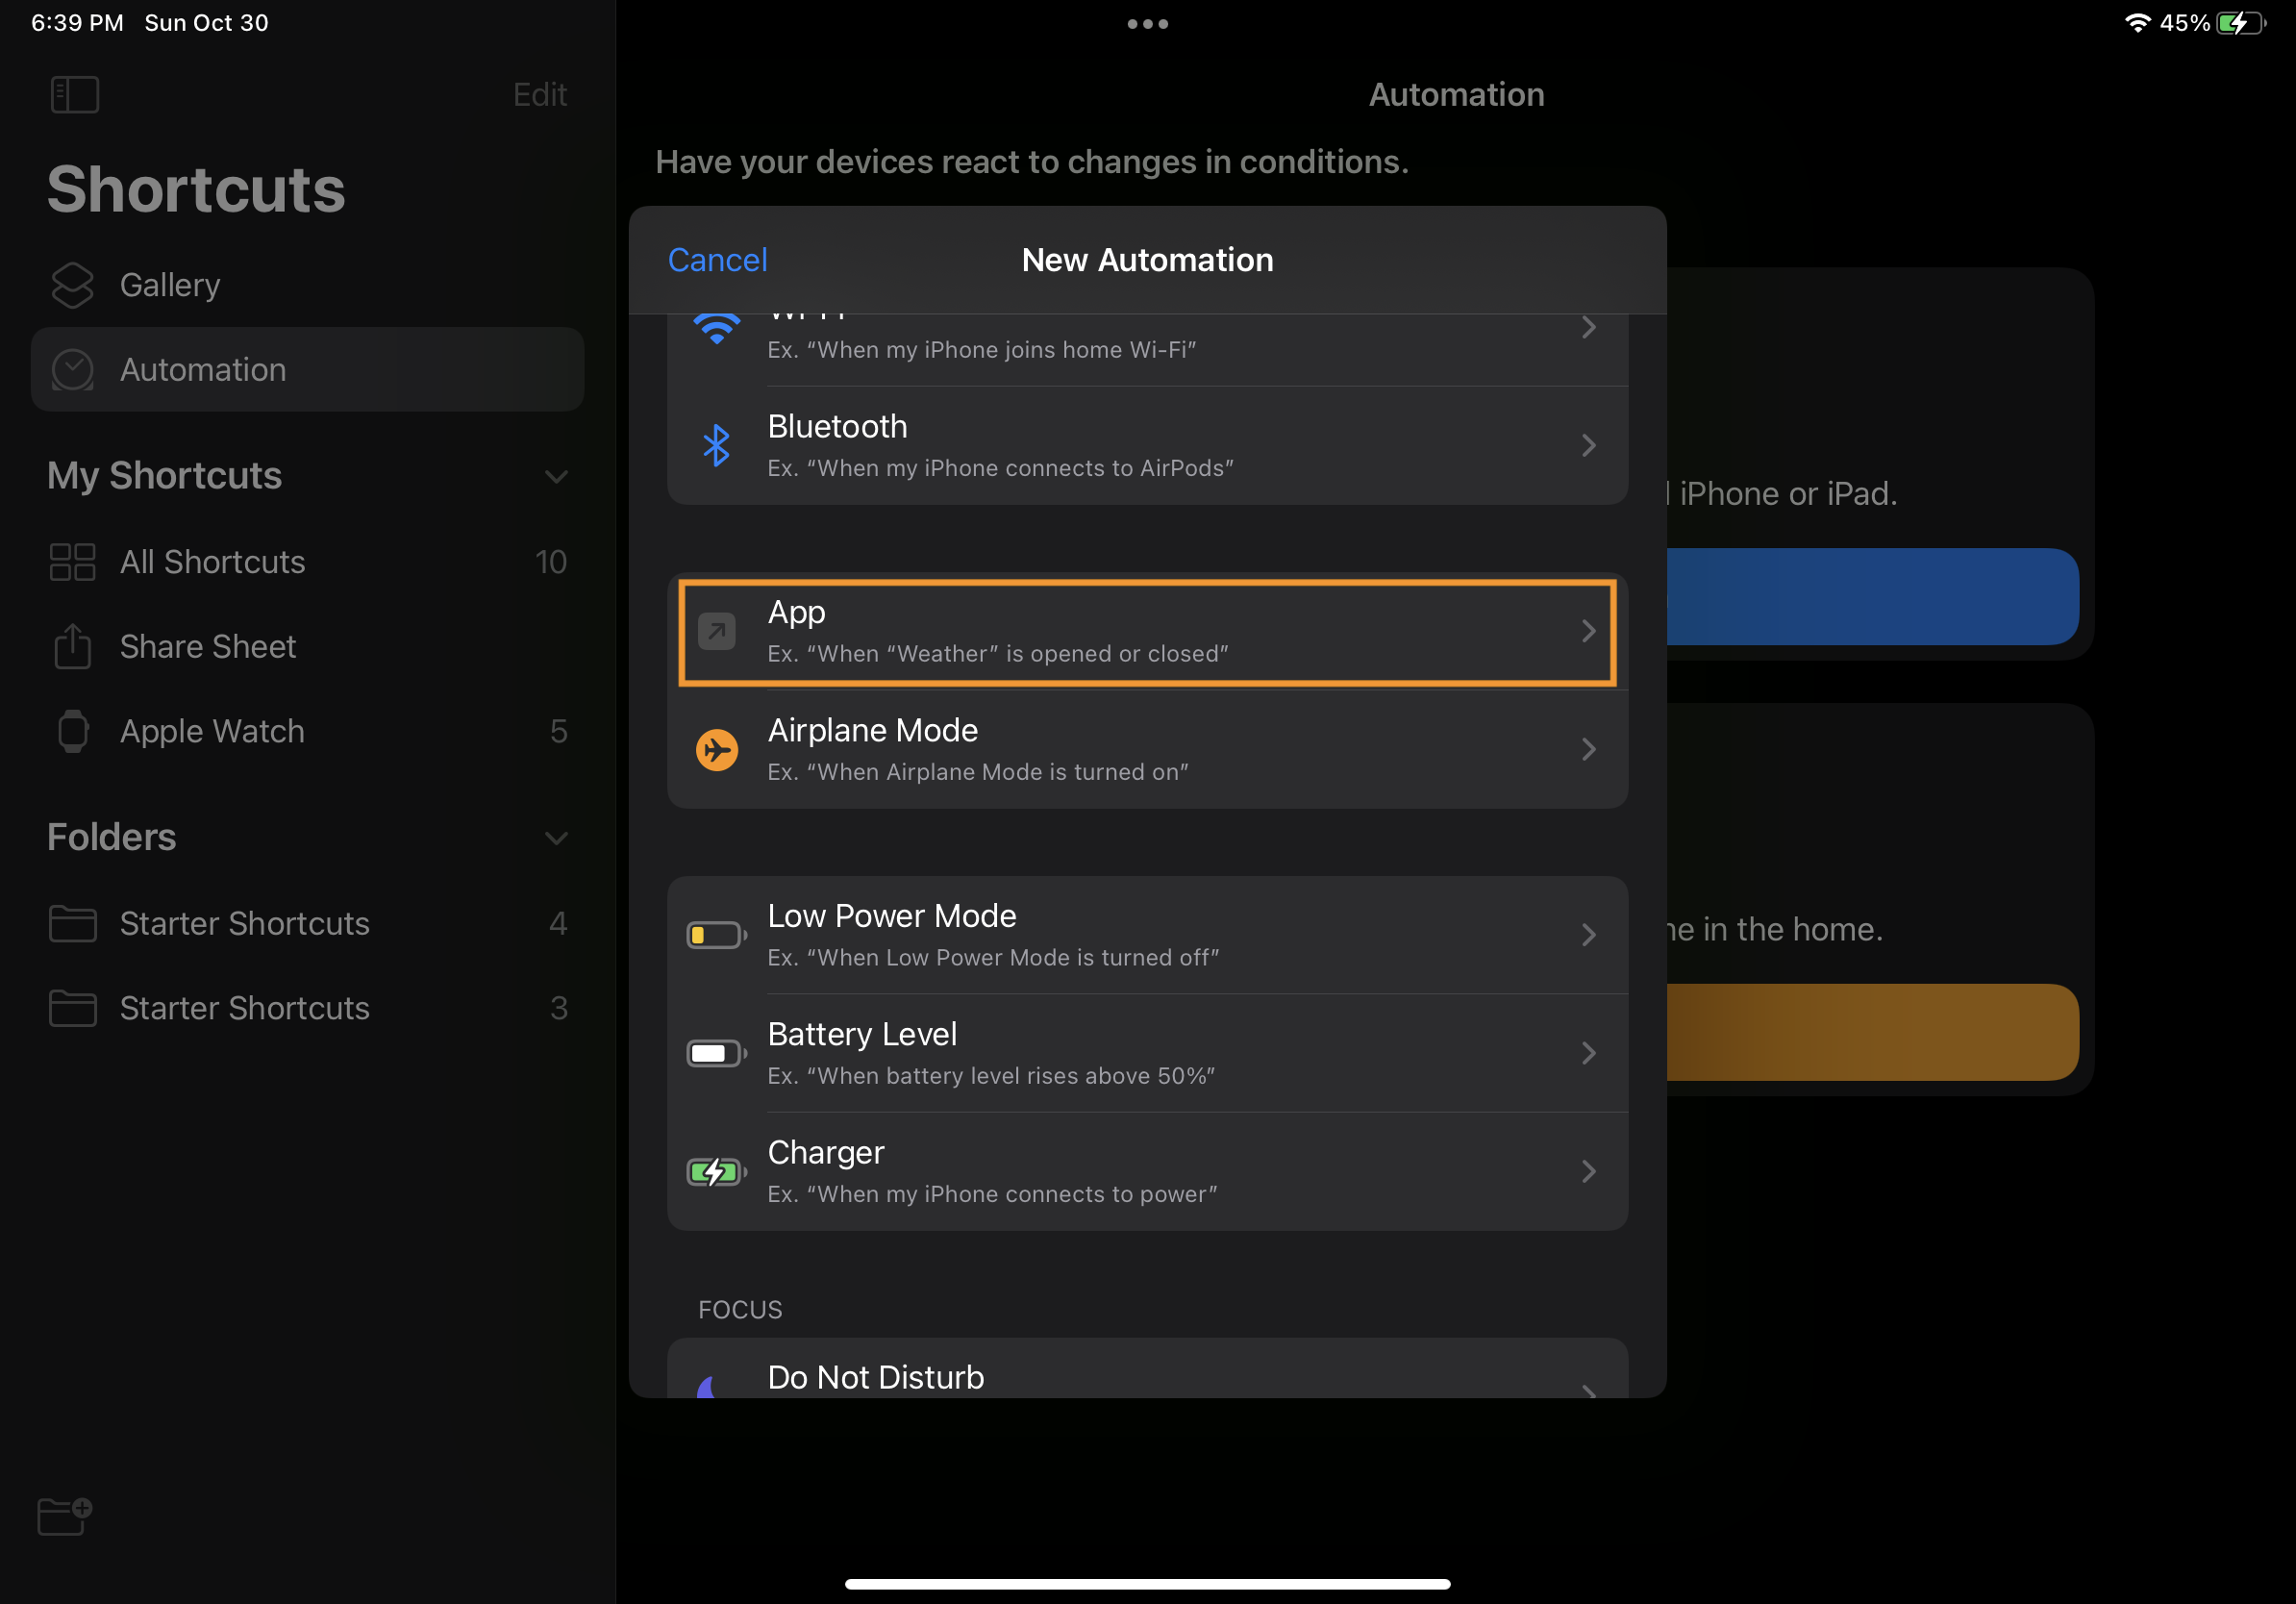 6:39 PM Sun Oct 30
45%
Edit
Shortcuts
Gallery
Automation
My Shortcuts
All Shortcuts 10
Share Sheet
Apple Watch 5
Folders
Starter Shortcuts 4
Starter Shortcuts 3
Automation
Have your devices react to changes in conditions.
Cancel New Automation
Ex. “When my iPhone joins home Wi-Fi”
Bluetooth
Ex. “When my iPhone connects to AirPods”
App
Ex. “When “Weather” is opened or closed”
Airplane Mode
Ex. “When Airplane Mode is turned on”
Low Power Mode
Ex. “When Low Power Mode is turned off”
Battery Level
Ex. “When battery level rises above 50%”
Charger
Ex. “When my iPhone connects to power”
FOCUS
Do Not Disturb
iPhone or iPad.
in the home.